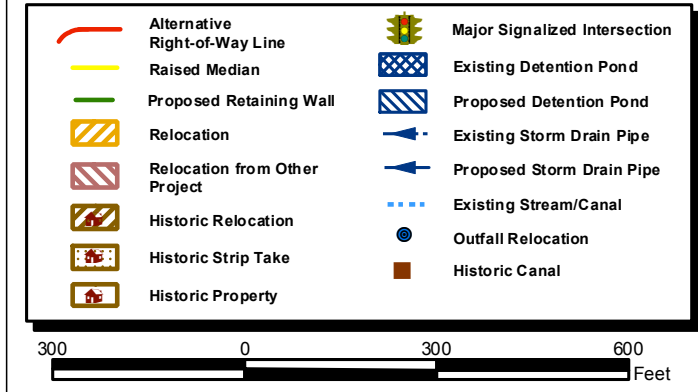 Alternative
Right-of-Way Line
Raised Median
Proposed Retaining Wall
Relocation
Relocation from Other
Project
Historic Relocation
Historic Strip Take
Historic Property
Major Signalized Intersection
Existing Detention Pond
Proposed Detention Pond
Existing Storm Drain Pipe
Proposed Storm Drain Pipe
Existing Stream/Canal
Outfall Relocation
Historic Canal
300 0 300 600
Feet